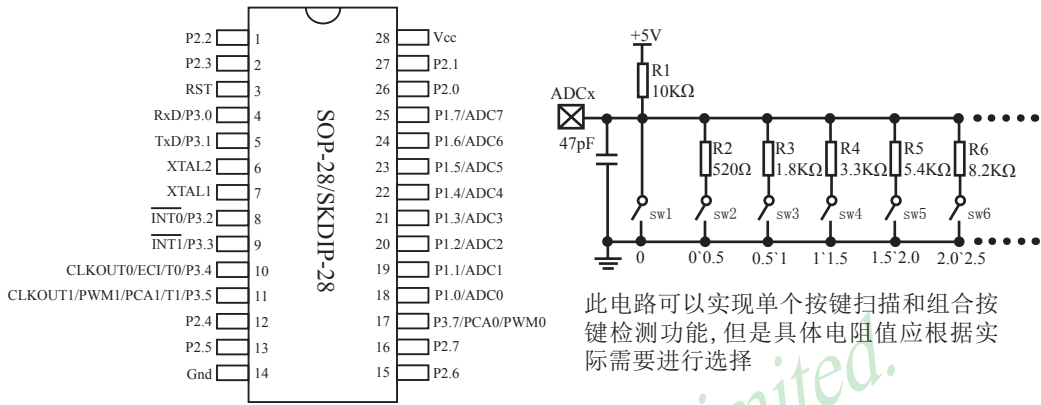 P2.2 1
P2.3 2
RST 3
RxD/P3.0 4
TxD/P3.1 5
XTAL2 6
XTAL1 7
INT0/P3.2 8
INT1/P3.3 9
CLKOUT0/ECI/T0/P3.4 10
CLKOUT1/PWM1/PCA1/T1/P3.5 11
P2.4 12
P2.5 13
Gnd 14
SOP-28/SKDIP-28
28 Vcc
27 P2.1
26 P2.0
25 P1.7/ADC7
24 P1.6/ADC6
23 P1.5/ADC5
22 P1.4/ADC4
21 P1.3/ADC3
20 P1.2/ADC2
19 P1.1/ADC1
18 P1.0/ADC0
17 P3.7/PCA0/PWM0
16 P2.7
15 P2.6
+5V
R1
10KΩ
ADCx
47pF
R2 R3 R4 R5 R6
520Ω 1.8KΩ 3.3KΩ 5.4KΩ 8.2KΩ
sw1 sw2 sw3 sw4 sw5 sw6
0 0`0.5 0.5`1 1`1.5 1.5`2.0 2.0`2.5
此电路可以实现单个按键扫描和组合按
键检测功能,但是具体电阻值应根据实
际需要进行选择
imited.